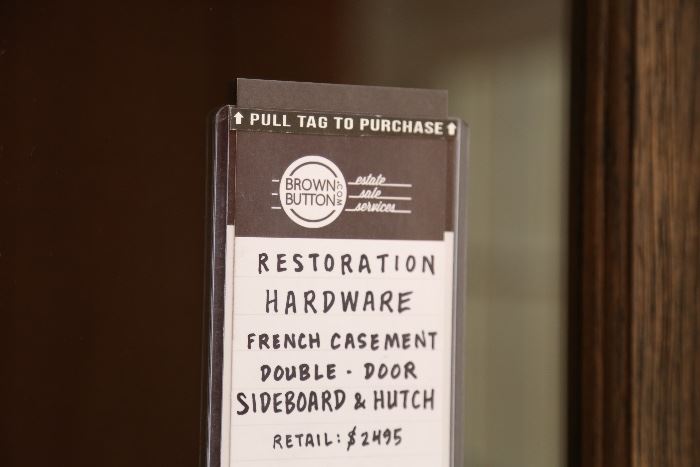 ↑ PULL TAG TO PURCHASE ↑
BROWN
BUTTON
.COM
estate
sale
services
RESTORATION
HARDWARE
FRENCH CASEMENT
DOUBLE - DOOR
SIDEBOARD & HUTCH
RETAIL: $2495